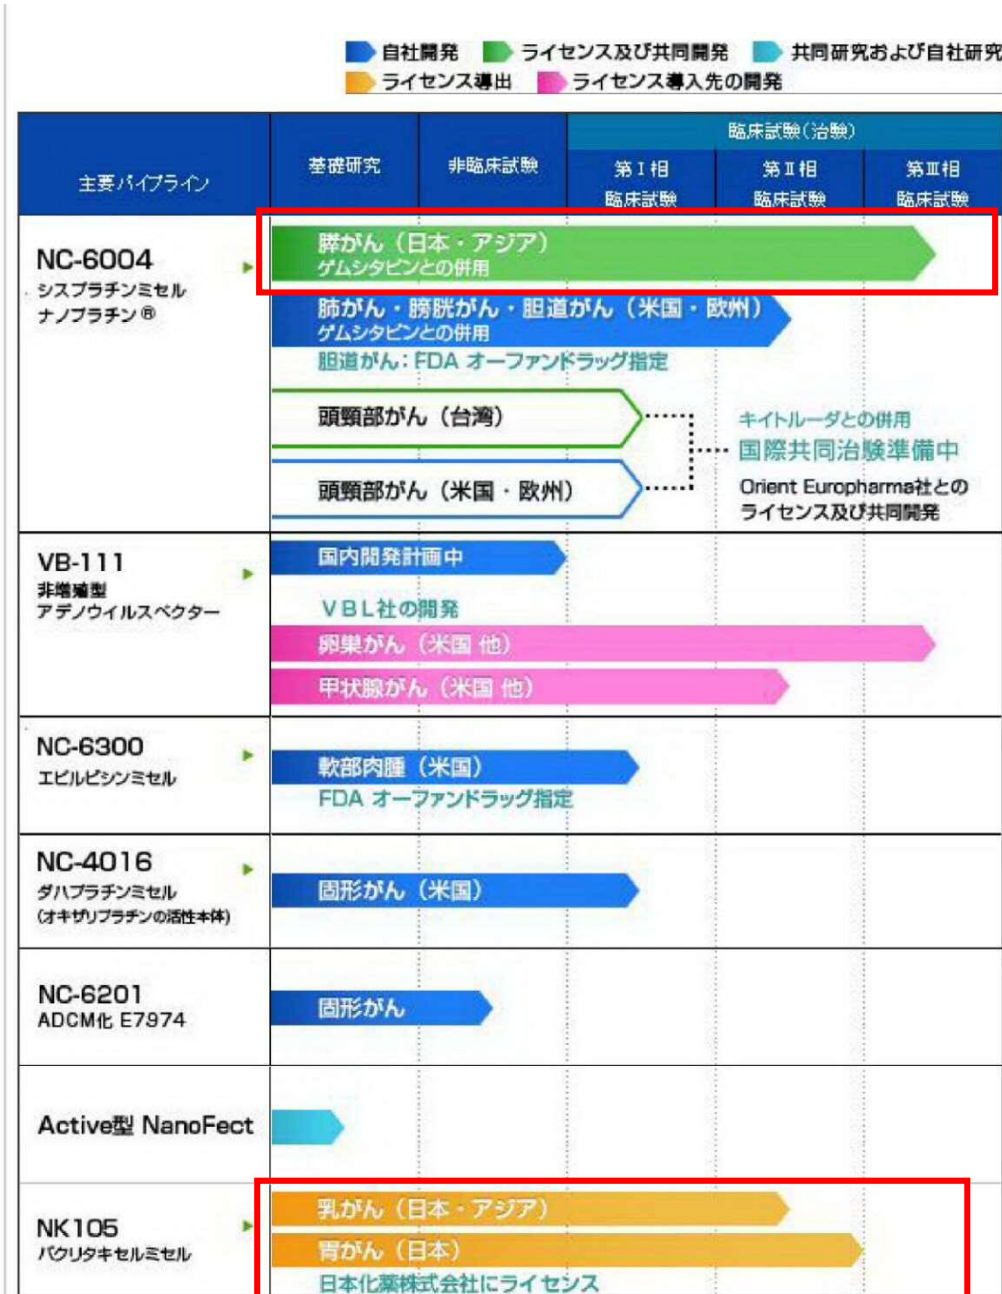 自社開発 ライセンス及び共同開発 共同研究および自社研究
ライセンス導出 ライセンス導入先の開発
主要パイプライン
基礎研究
非臨床試験
臨床試験(治験)
第Ⅰ相
臨床試験
第Ⅱ相
臨床試験
第Ⅲ相
臨床試験
NC-6004
シスプラチンミセル
ナノプラチン®
膵がん（日本・アジア）
ゲムシタビンとの併用
肺がん・膀胱がん・胆道がん（米国・欧州）
ゲムシタビンとの併用
胆道がん：FDA オーファンドラッグ指定
頭頸部がん（台湾）
頭頸部がん（米国・欧州）
キイトルーダとの併用
国際共同治験準備中
Orient Europharma社との
ライセンス及び共同開発
VB-111
非増殖型
アデノウイルスベクター
国内開発計画中
VBL社の開発
卵巣がん（米国 他）
甲状腺がん（米国 他）
NC-6300
エピルビシンミセル
軟部肉腫（米国）
FDA オーファンドラッグ指定
NC-4016
ダハプラチンミセル
(オキサリプラチンの活性本体)
固形がん（米国）
NC-6201
ADCM化 E7974
固形がん
Active型 NanoFect
NK105
パクリタキセルミセル
乳がん（日本・アジア）
胃がん（日本）
日本化薬株式会社にライセンス